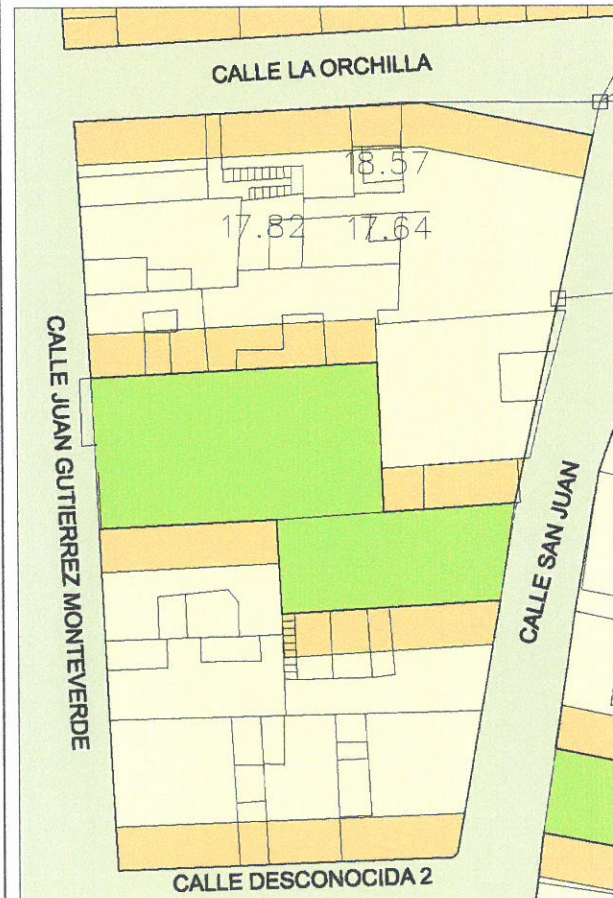 CALLE LA ORCHILLA
18.57
17.82
17.64
CALLE JUAN GUTIERREZ MONTEVERDE
CALLE SAN JUAN
CALLE DESCONOCIDA 2